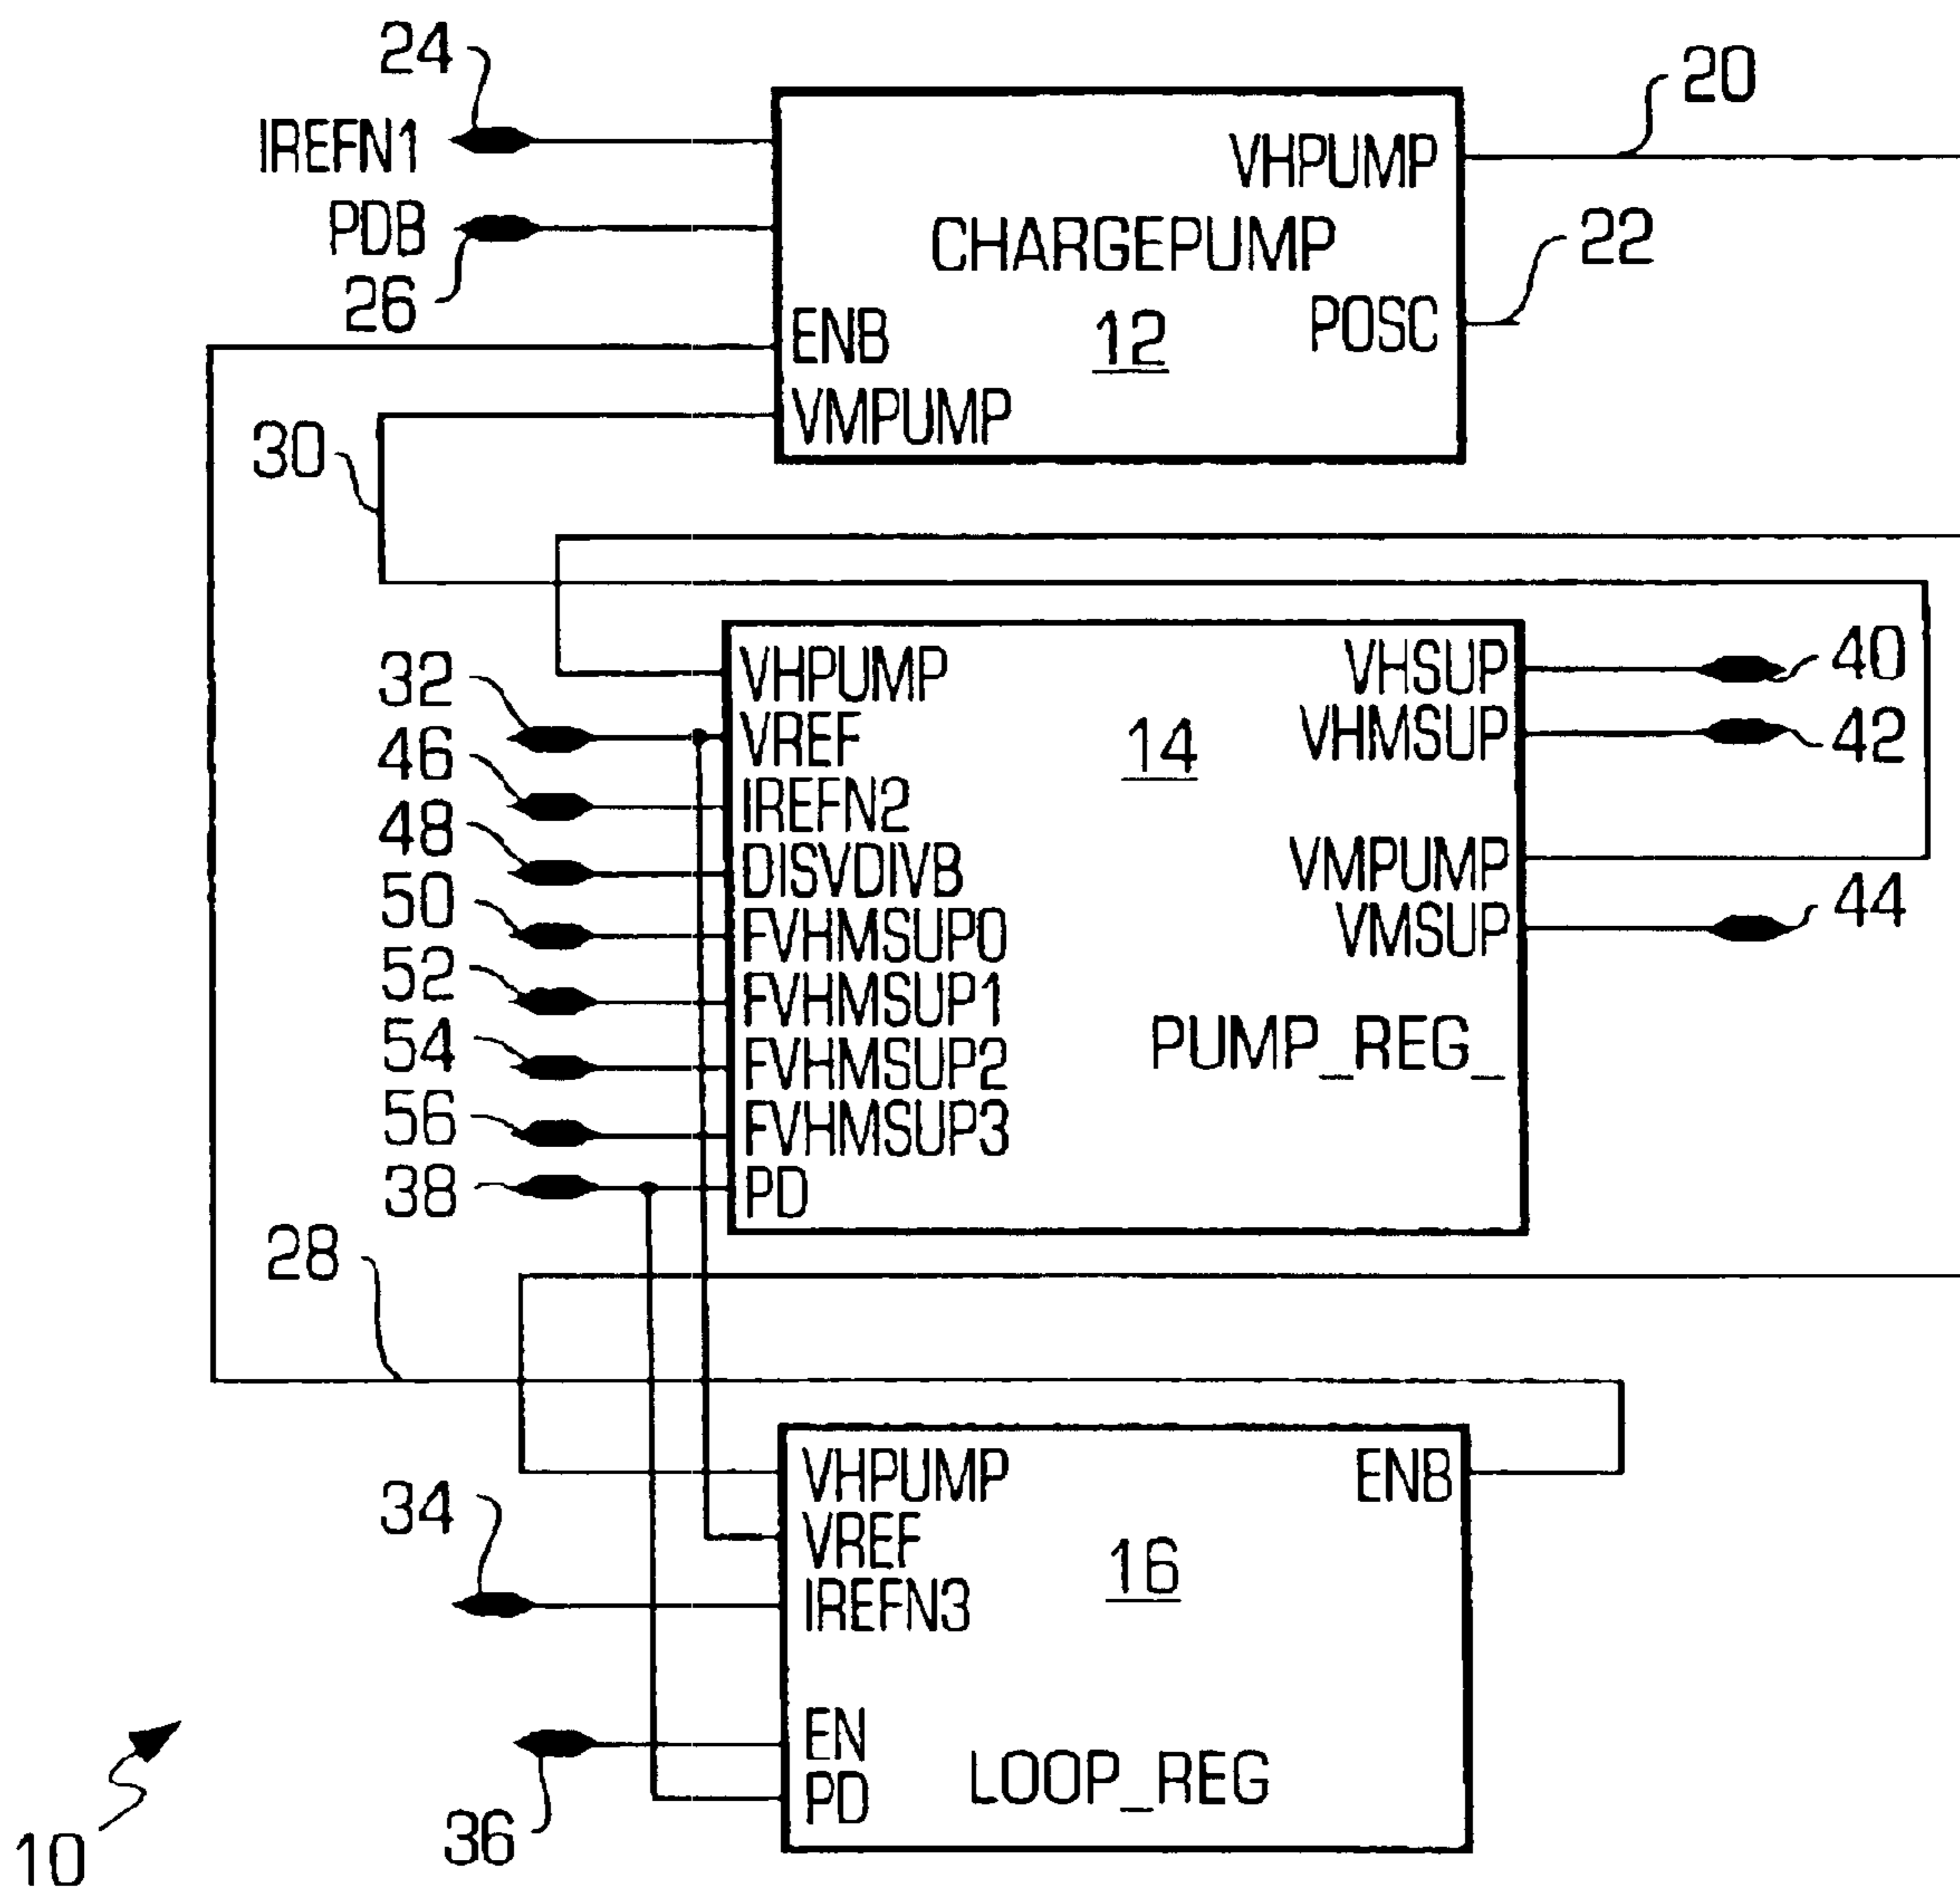 24
20
IREFN1
VHPUMP
PDB
CHARGEPUMP
22
26
ENB
12
POSC
VMPUMP
30
32
VHPUMP
VHSUP
40
46
VREF
14
VHMSUP
42
48
IREFN2
50
DISVDIVB
VMPUMP
52
FVHMSUP0
VMSUP
44
54
FVHMSUP1
56
FVHMSUP2
PUMP_REG_
38
FVHMSUP3
PD
28
VHPUMP
ENB
34
VREF
16
IREFN3
EN
PD
LOOP_REG
36
10